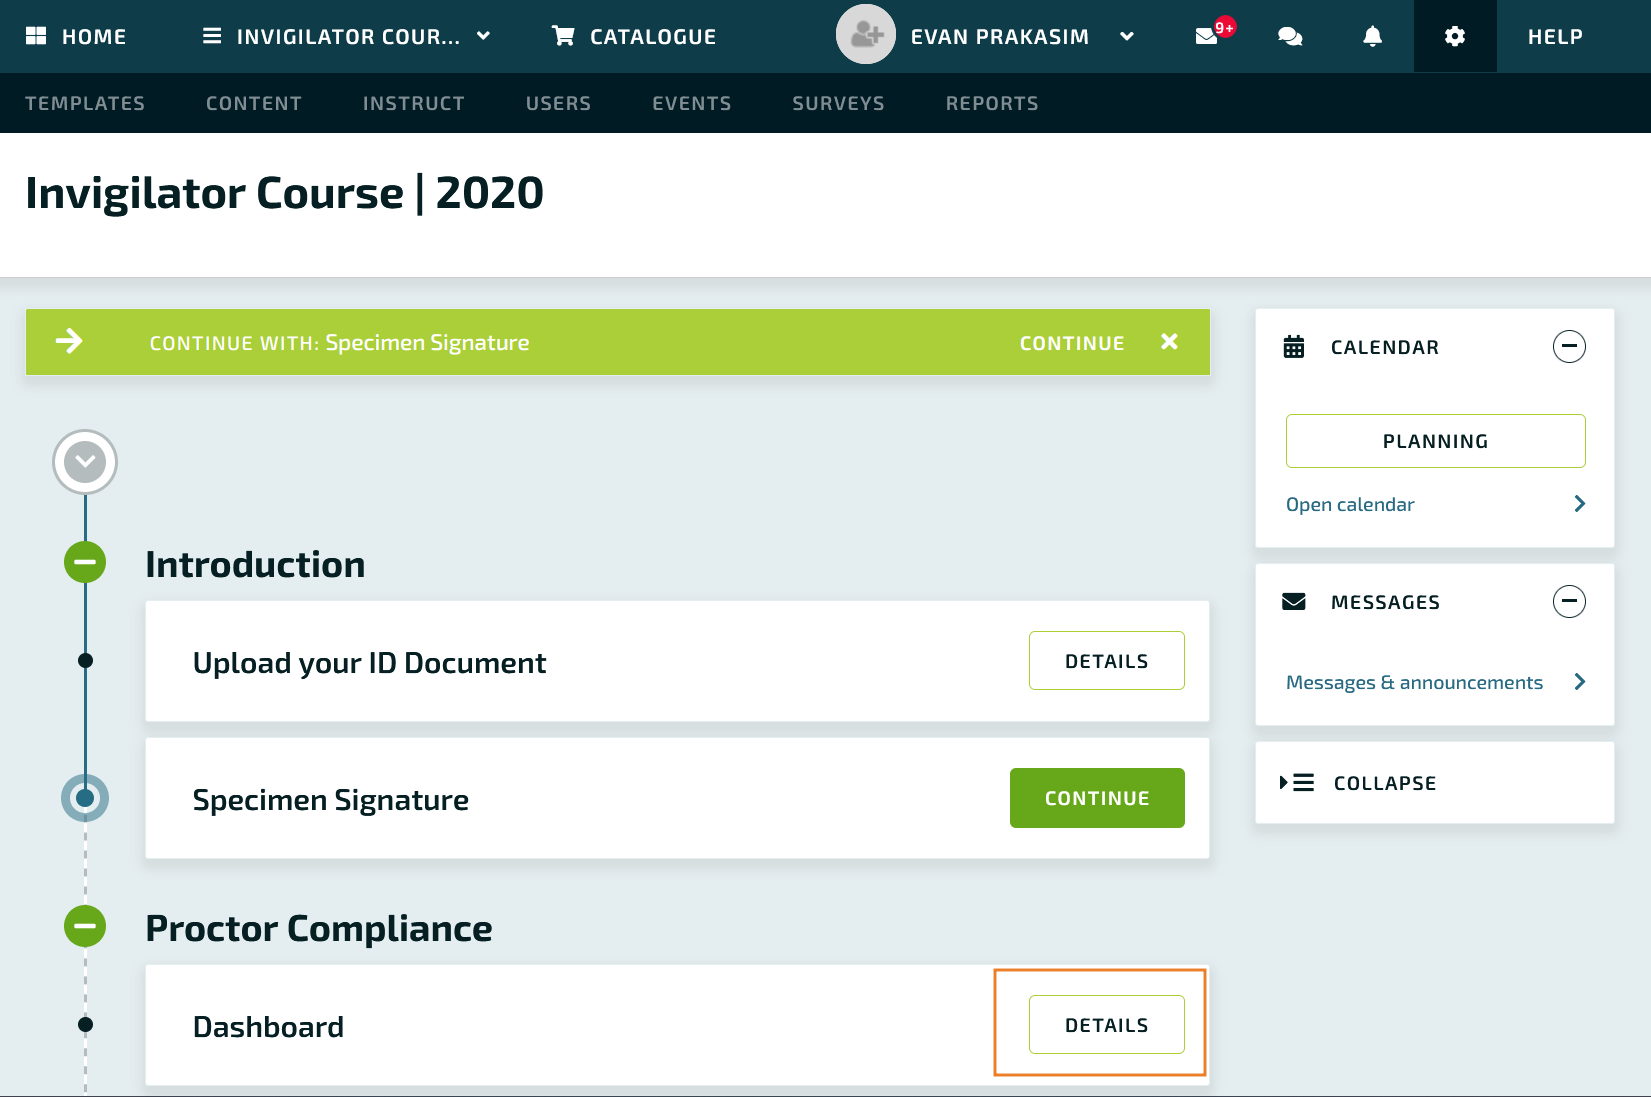 HOME
INVIGILATOR COUR...
CATALOGUE
EVAN PRAKASIM
9+
HELP
TEMPLATES
CONTENT
INSTRUCT
USERS
EVENTS
SURVEYS
REPORTS
Invigilator Course | 2020
CONTINUE WITH: Specimen Signature
CONTINUE
Introduction
Upload your ID Document
DETAILS
Specimen Signature
CONTINUE
Proctor Compliance
Dashboard
DETAILS
CALENDAR
PLANNING
Open calendar
MESSAGES
Messages & announcements
COLLAPSE